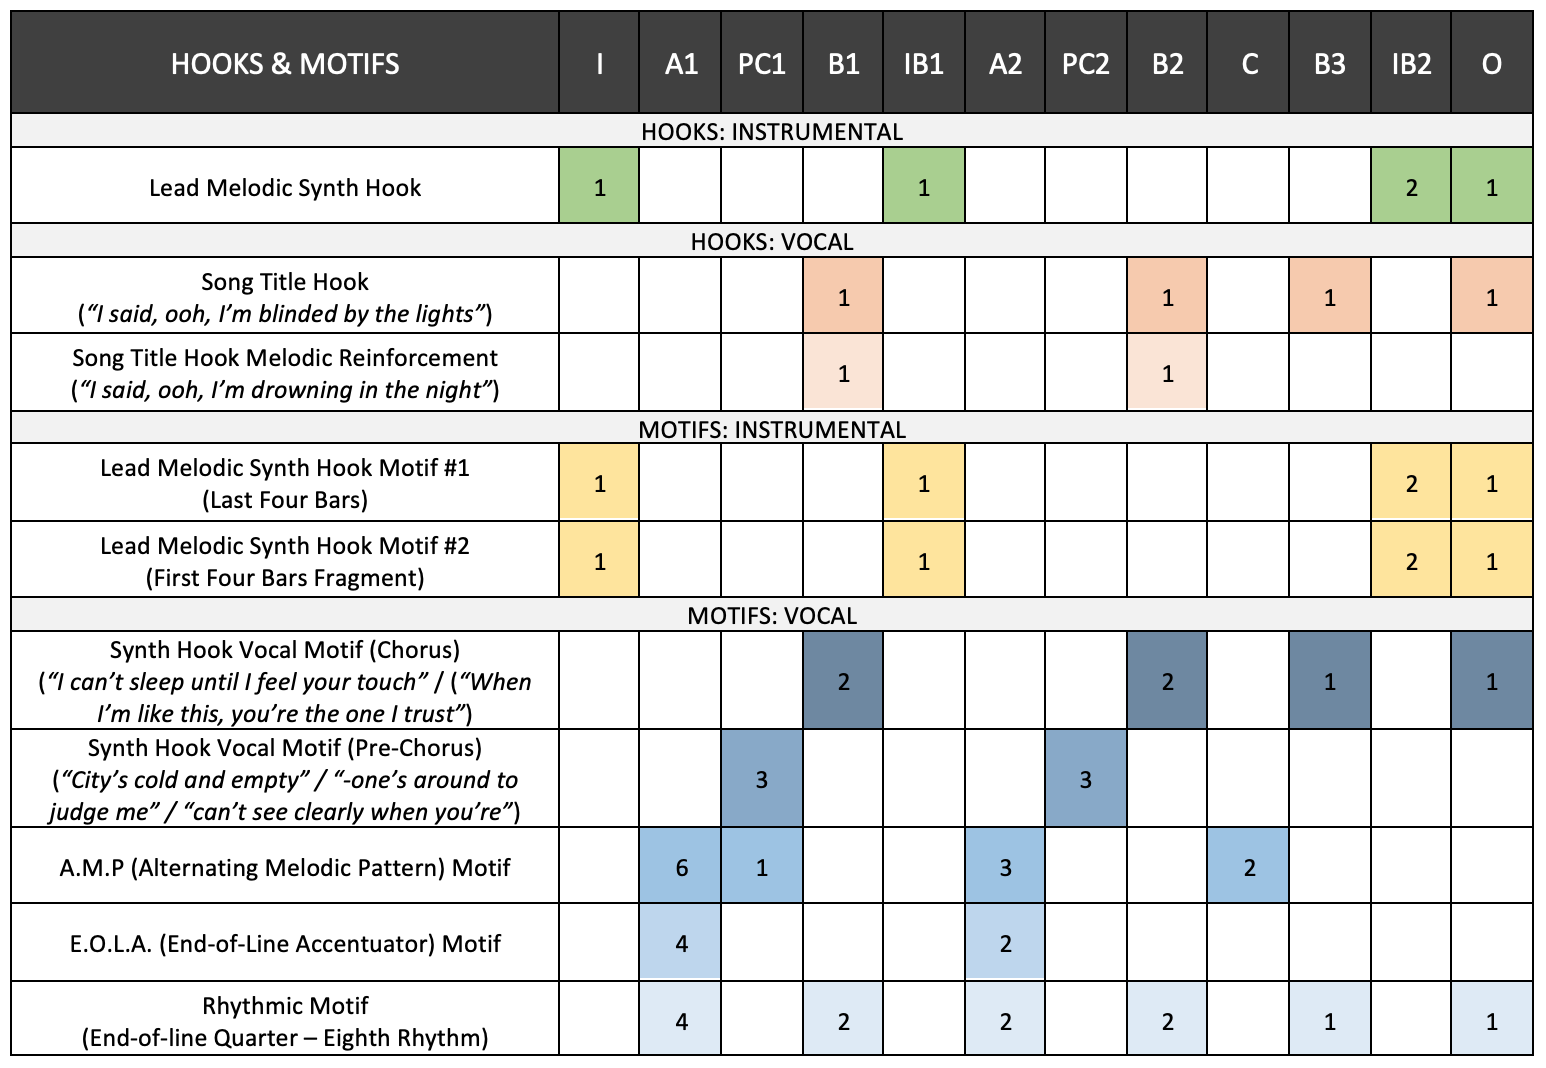 HOOKS & MOTIFS I A1 PC1 B1 IB1 A2 PC2 B2 C B3 IB2 O
HOOKS: INSTRUMENTAL
Lead Melodic Synth Hook 1 1 2 1
HOOKS: VOCAL
Song Title Hook
(“I said, ooh, I’m blinded by the lights”) 1 1 1 1
Song Title Hook Melodic Reinforcement
(“I said, ooh, I’m drowning in the night”) 1 1
MOTIFS: INSTRUMENTAL
Lead Melodic Synth Hook Motif #1
(Last Four Bars) 1 1 2 1
Lead Melodic Synth Hook Motif #2
(First Four Bars Fragment) 1 1 2 1
MOTIFS: VOCAL
Synth Hook Vocal Motif (Chorus)
(“I can’t sleep until I feel your touch” / (“When 2 2 1 1
I’m like this, you’re the one I trust”)
Synth Hook Vocal Motif (Pre-Chorus)
(“City’s cold and empty” / “-one’s around to 3 3
judge me” / “can’t see clearly when you’re”)
A.M.P (Alternating Melodic Pattern) Motif 6 1 3 2
E.O.L.A. (End-of-Line Accentuator) Motif 4 2
Rhythmic Motif
(End-of-line Quarter – Eighth Rhythm) 4 2 2 2 1 1